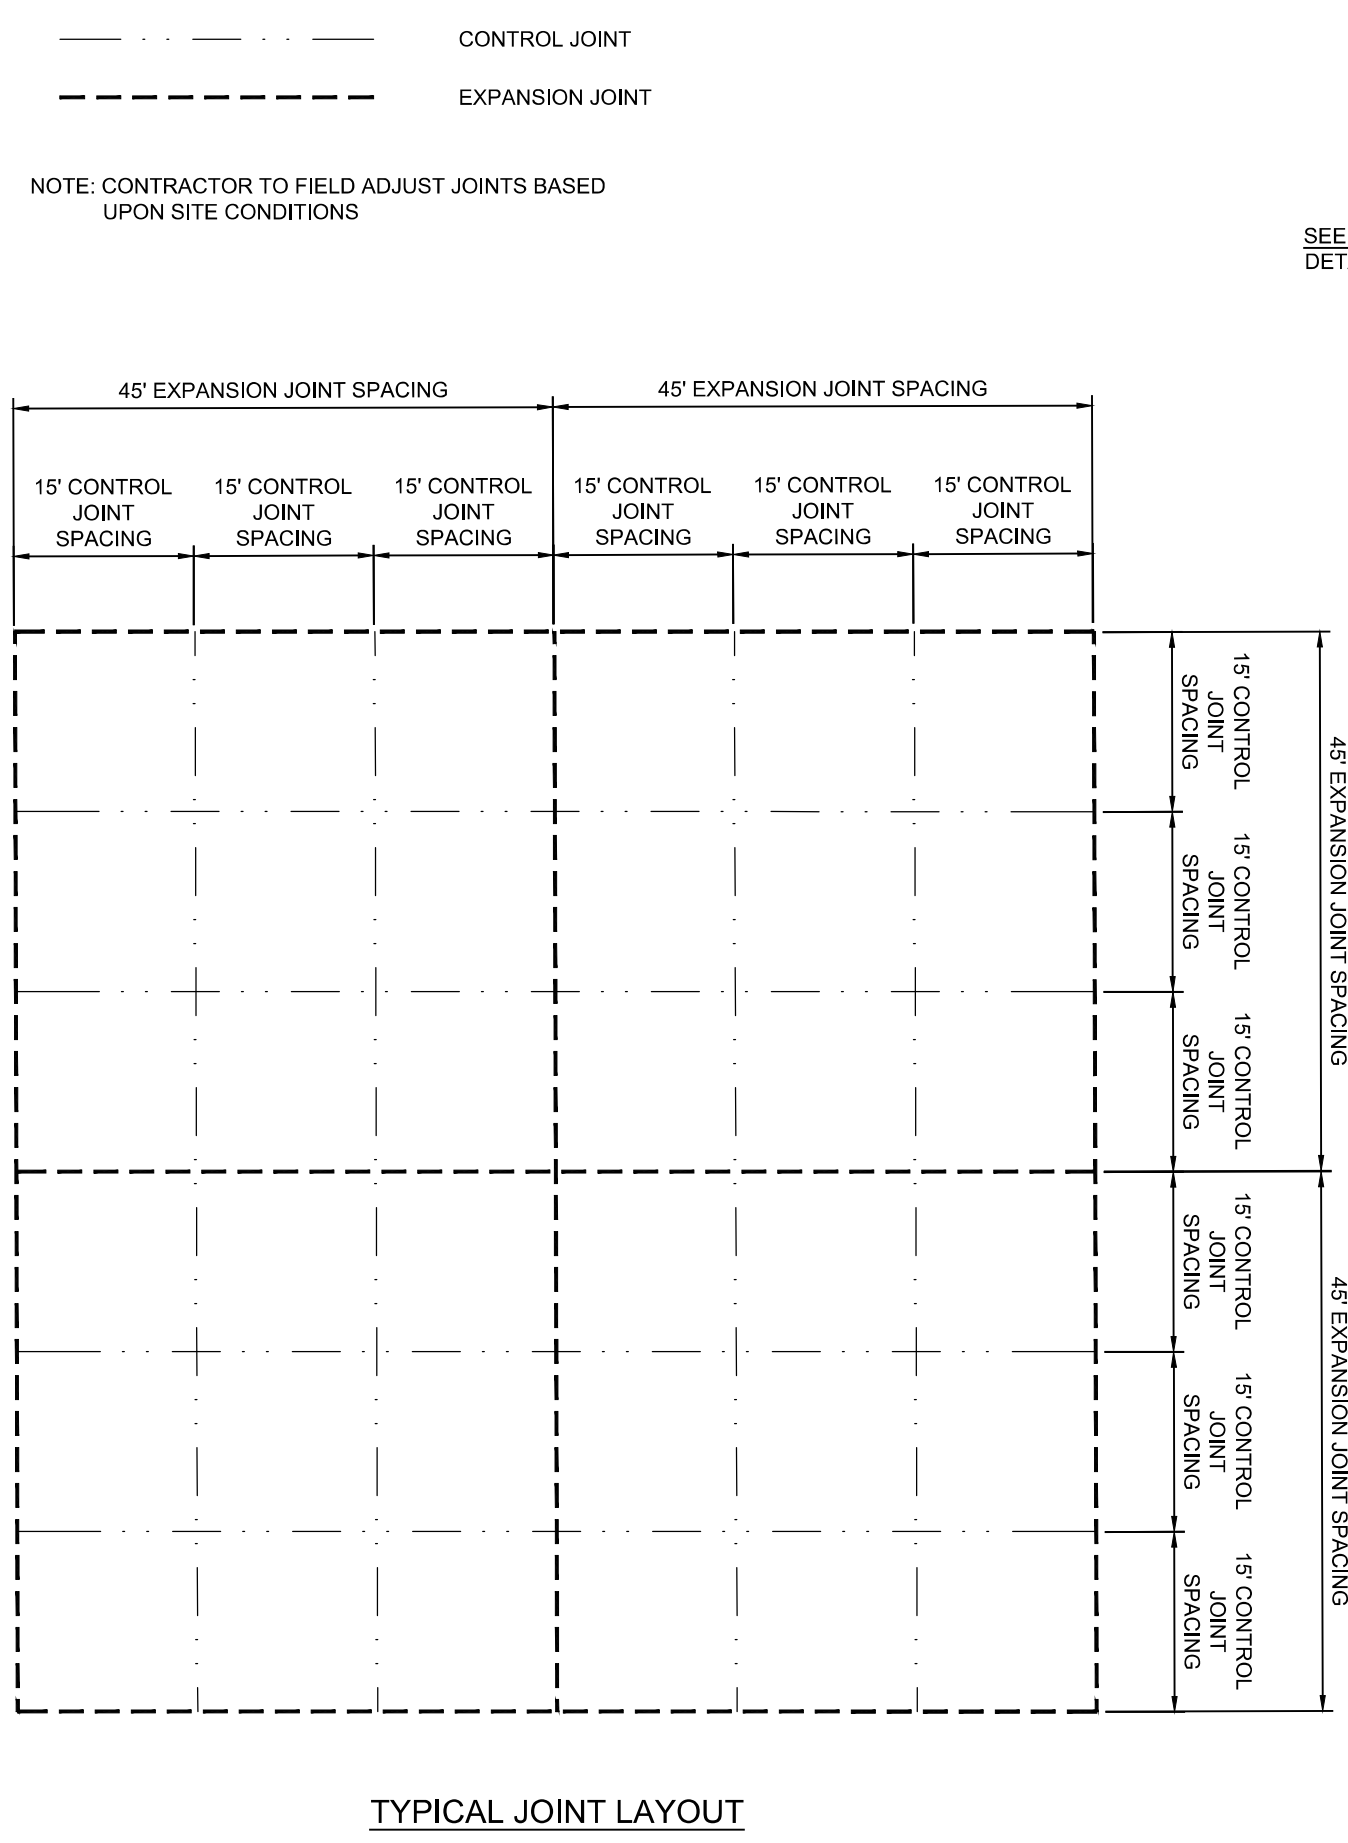 CONTROL JOINT
EXPANSION JOINT
NOTE: CONTRACTOR TO FIELD ADJUST JOINTS BASED
UPON SITE CONDITIONS
SEE
45' EXPANSION JOINT SPACING
45' EXPANSION JOINT SPACING
15' CONTROL
JOINT
SPACING
15' CONTROL
JOINT
SPACING
15' CONTROL
JOINT
SPACING
15' CONTROL
JOINT
SPACING
15' CONTROL
JOINT
SPACING
15' CONTROL
JOINT
SPACING
15' CONTROL
JOINT
SPACING
15' CONTROL
JOINT
SPACING
15' CONTROL
JOINT
SPACING
45' EXPANSION JOINT SPACING
15' CONTROL
JOINT
SPACING
15' CONTROL
JOINT
SPACING
15' CONTROL
JOINT
SPACING
45' EXPANSION JOINT SPACING
TYPICAL JOINT LAYOUT